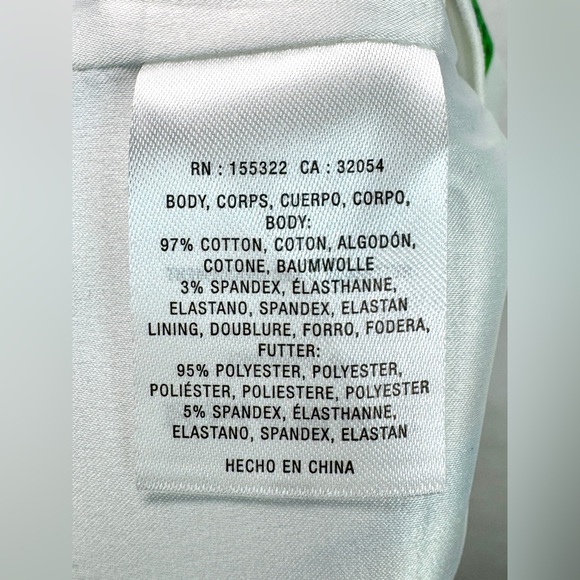 RN : 155322 CA : 32054
BODY, CORPS, CUERPO, CORPO,
BODY:
97% COTTON, COTON, ALGODÓN,
COTONE, BAUMWOLLE
3% SPANDEX, ÉLASTHANNE,
ELASTANO, SPANDEX, ELASTAN
LINING, DOUBLURE, FORRO, FODERA,
FUTTER:
95% POLYESTER, POLYESTER,
POLIÉSTER, POLIESTERE, POLYESTER
5% SPANDEX, ÉLASTHANNE,
ELASTANO, SPANDEX, ELASTAN
HECHO EN CHINA